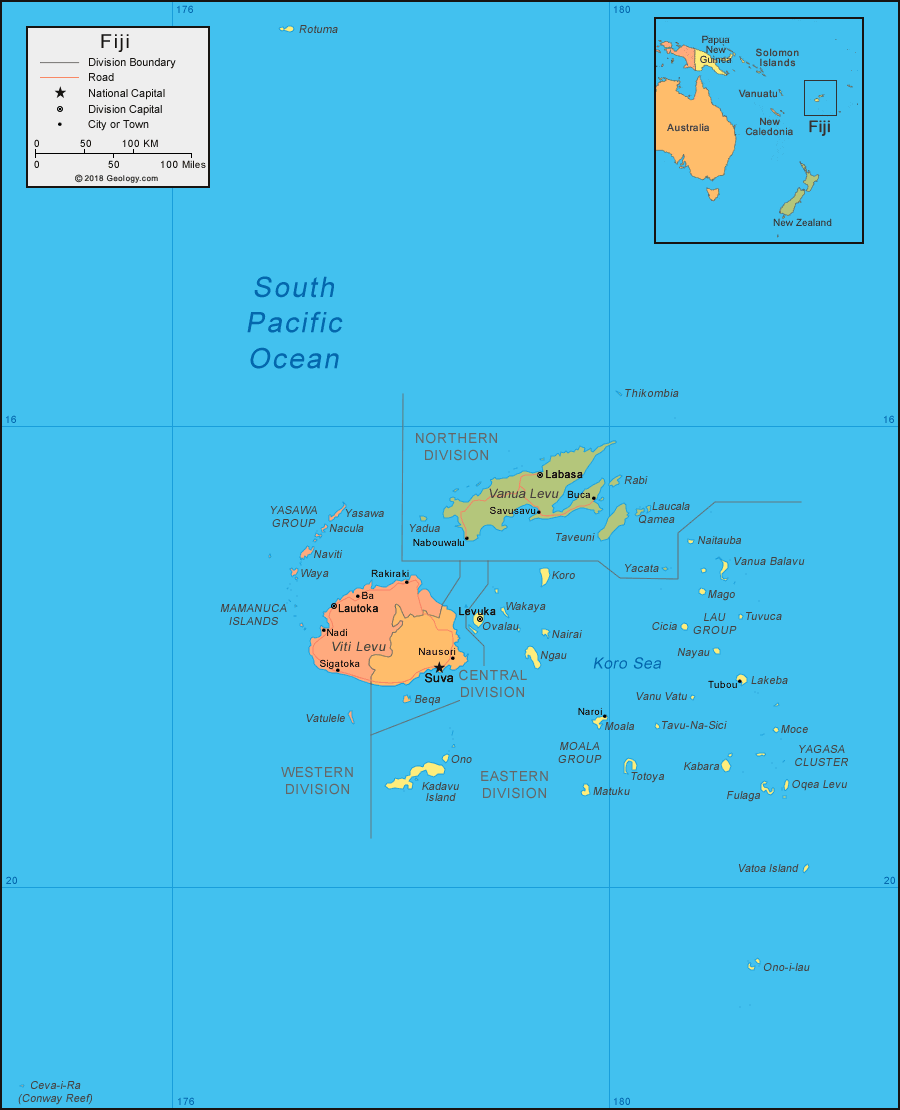 176
180
Rotuma
Fiji
Division Boundary
Road
National Capital
Division Capital
City or Town
0 50 100 KM
0 50 100 Miles
© 2018 Geology.com
Papua
New
Guinea
Solomon
Islands
Vanuatu
New
Caledonia
Fiji
Australia
New Zealand
South
Pacific
Ocean
Thikombia
16
16
NORTHERN
DIVISION
Labasa
Rabi
Vanua Levu
Buca
Savusavu
Laucala
Qamea
Taveuni
Yadua
Nabouwalu
YASAWA
GROUP
Yasawa
Nacula
Naviti
Waya
Naitauba
Vanua Balavu
Yacata
Koro
Rakiraki
Ba
Lautoka
MAMANUCA
ISLANDS
Nadi
Viti Levu
Sigatoka
Nausori
Suva
Levuka
Wakaya
Ovalau
Nairai
Ngau
Mago
LAU
GROUP
Tuvuca
Cicia
Nayau
Koro Sea
Tubou
Lakeba
CENTRAL
DIVISION
Beqa
Vatulele
Vanu Vatu
Naroi
Moala
Tavu-Na-Sici
Moce
MOALA
GROUP
YAGASA
CLUSTER
Ono
Kadavu
Island
WESTERN
DIVISION
EASTERN
DIVISION
Totoya
Matuku
Kabara
Fulaga
Oqea Levu
Vatoa Island
20
20
Ono-i-lau
Ceva-i-Ra
(Conway Reef)
176
180